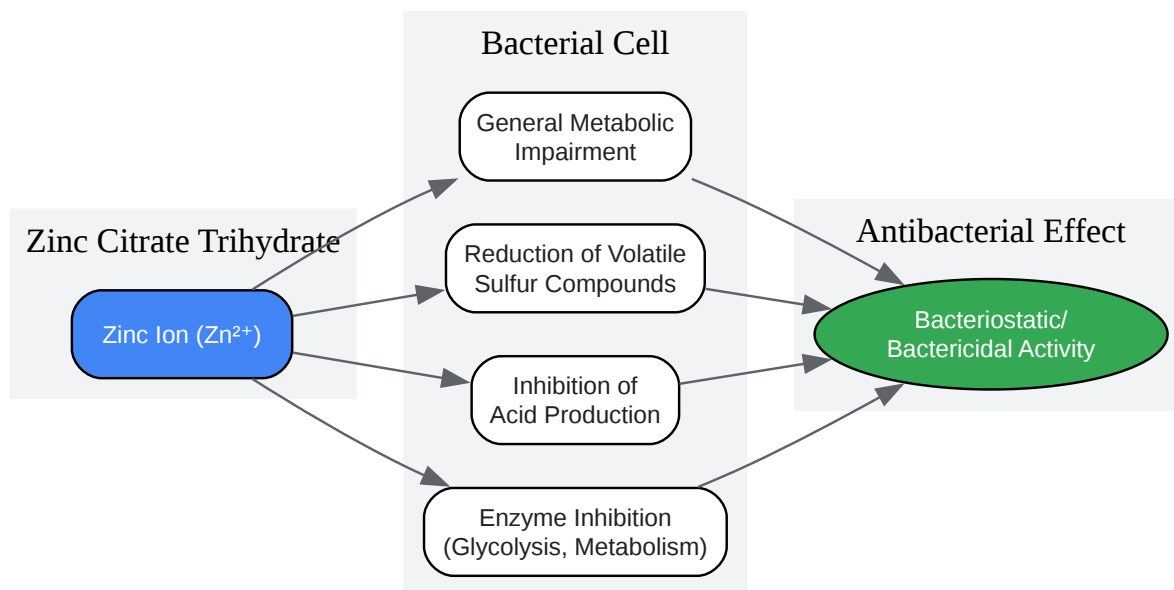 Bacterial Cell
General Metabolic
Impairment
Zinc Citrate Trihydrate
Zinc Ion (Zn²⁺)
Reduction of Volatile
Sulfur Compounds
Inhibition of
Acid Production
Enzyme Inhibition
(Glycolysis, Metabolism)
Antibacterial Effect
Bacteriostatic/
Bactericidal Activity